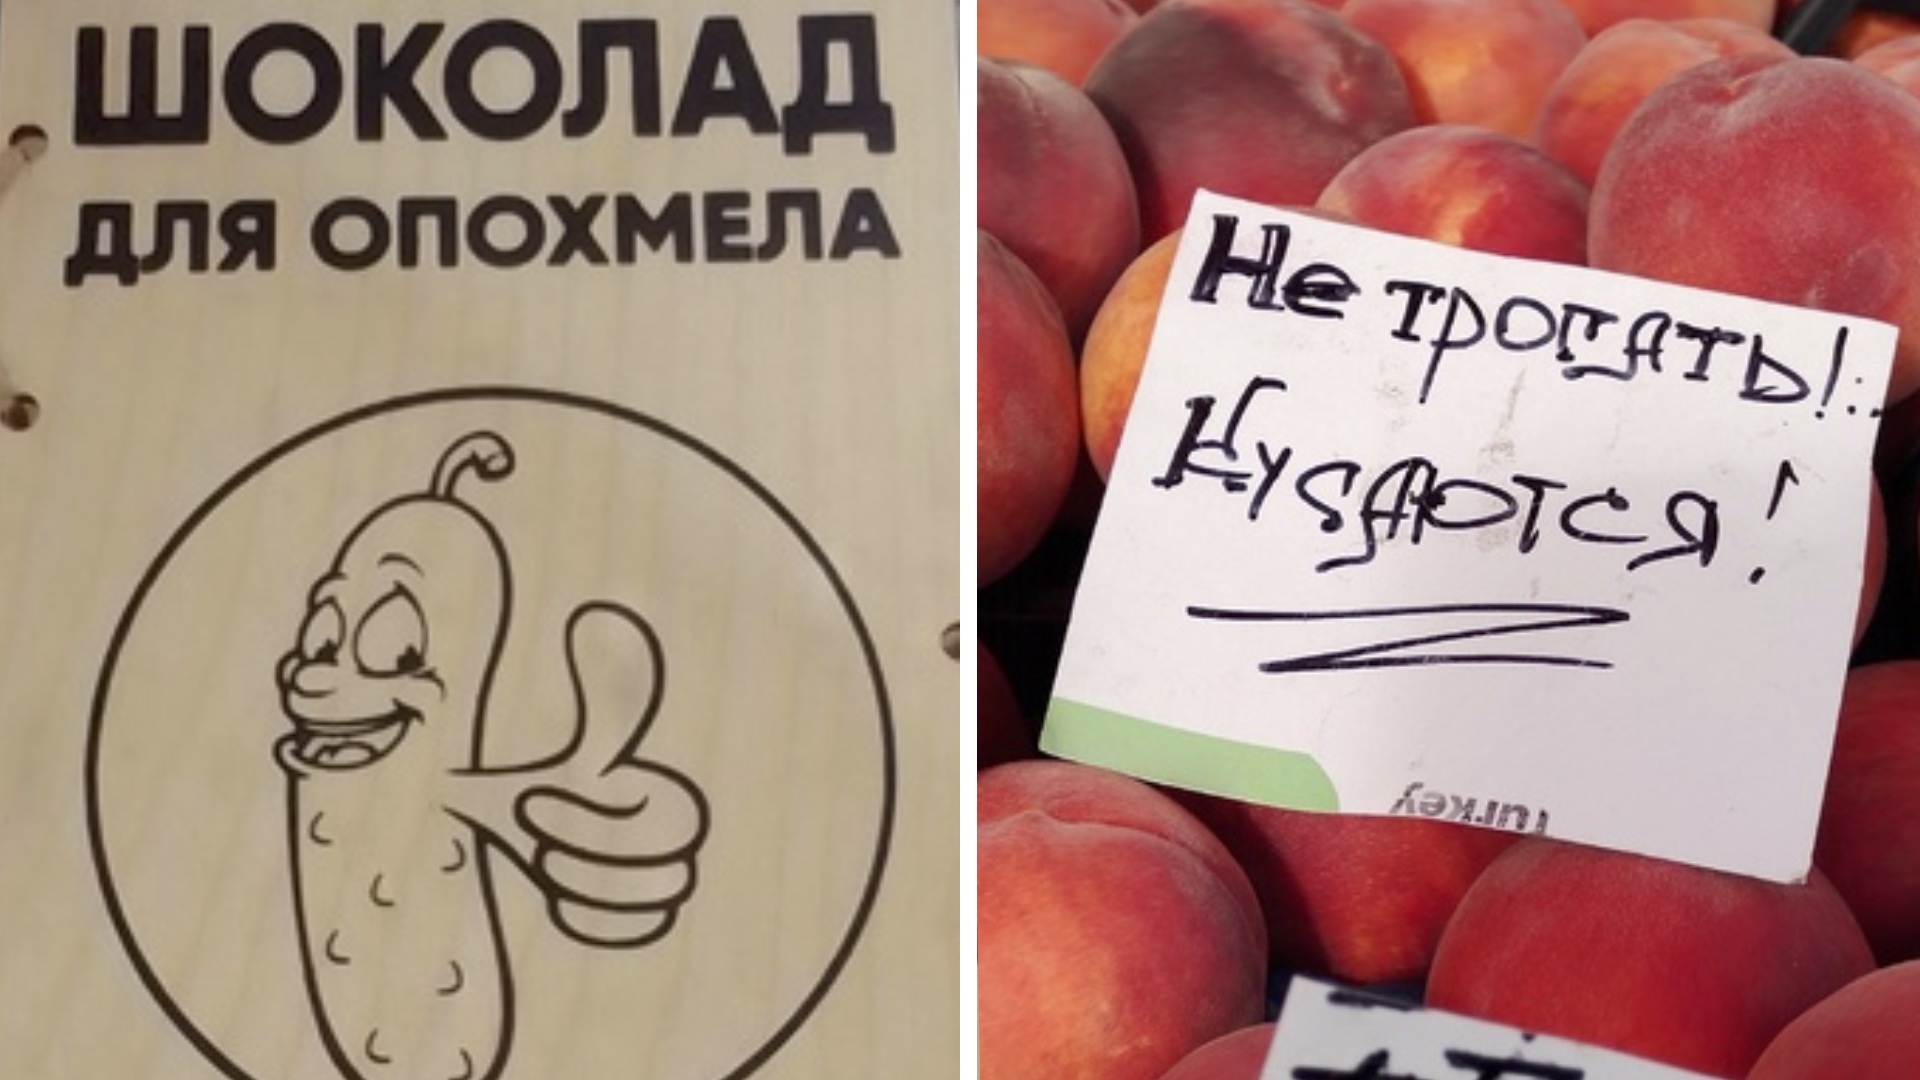 ШОКОЛАД
ДЛЯ ОПОХМЕЛА
Не трогать!
Кусаются!
Turkey